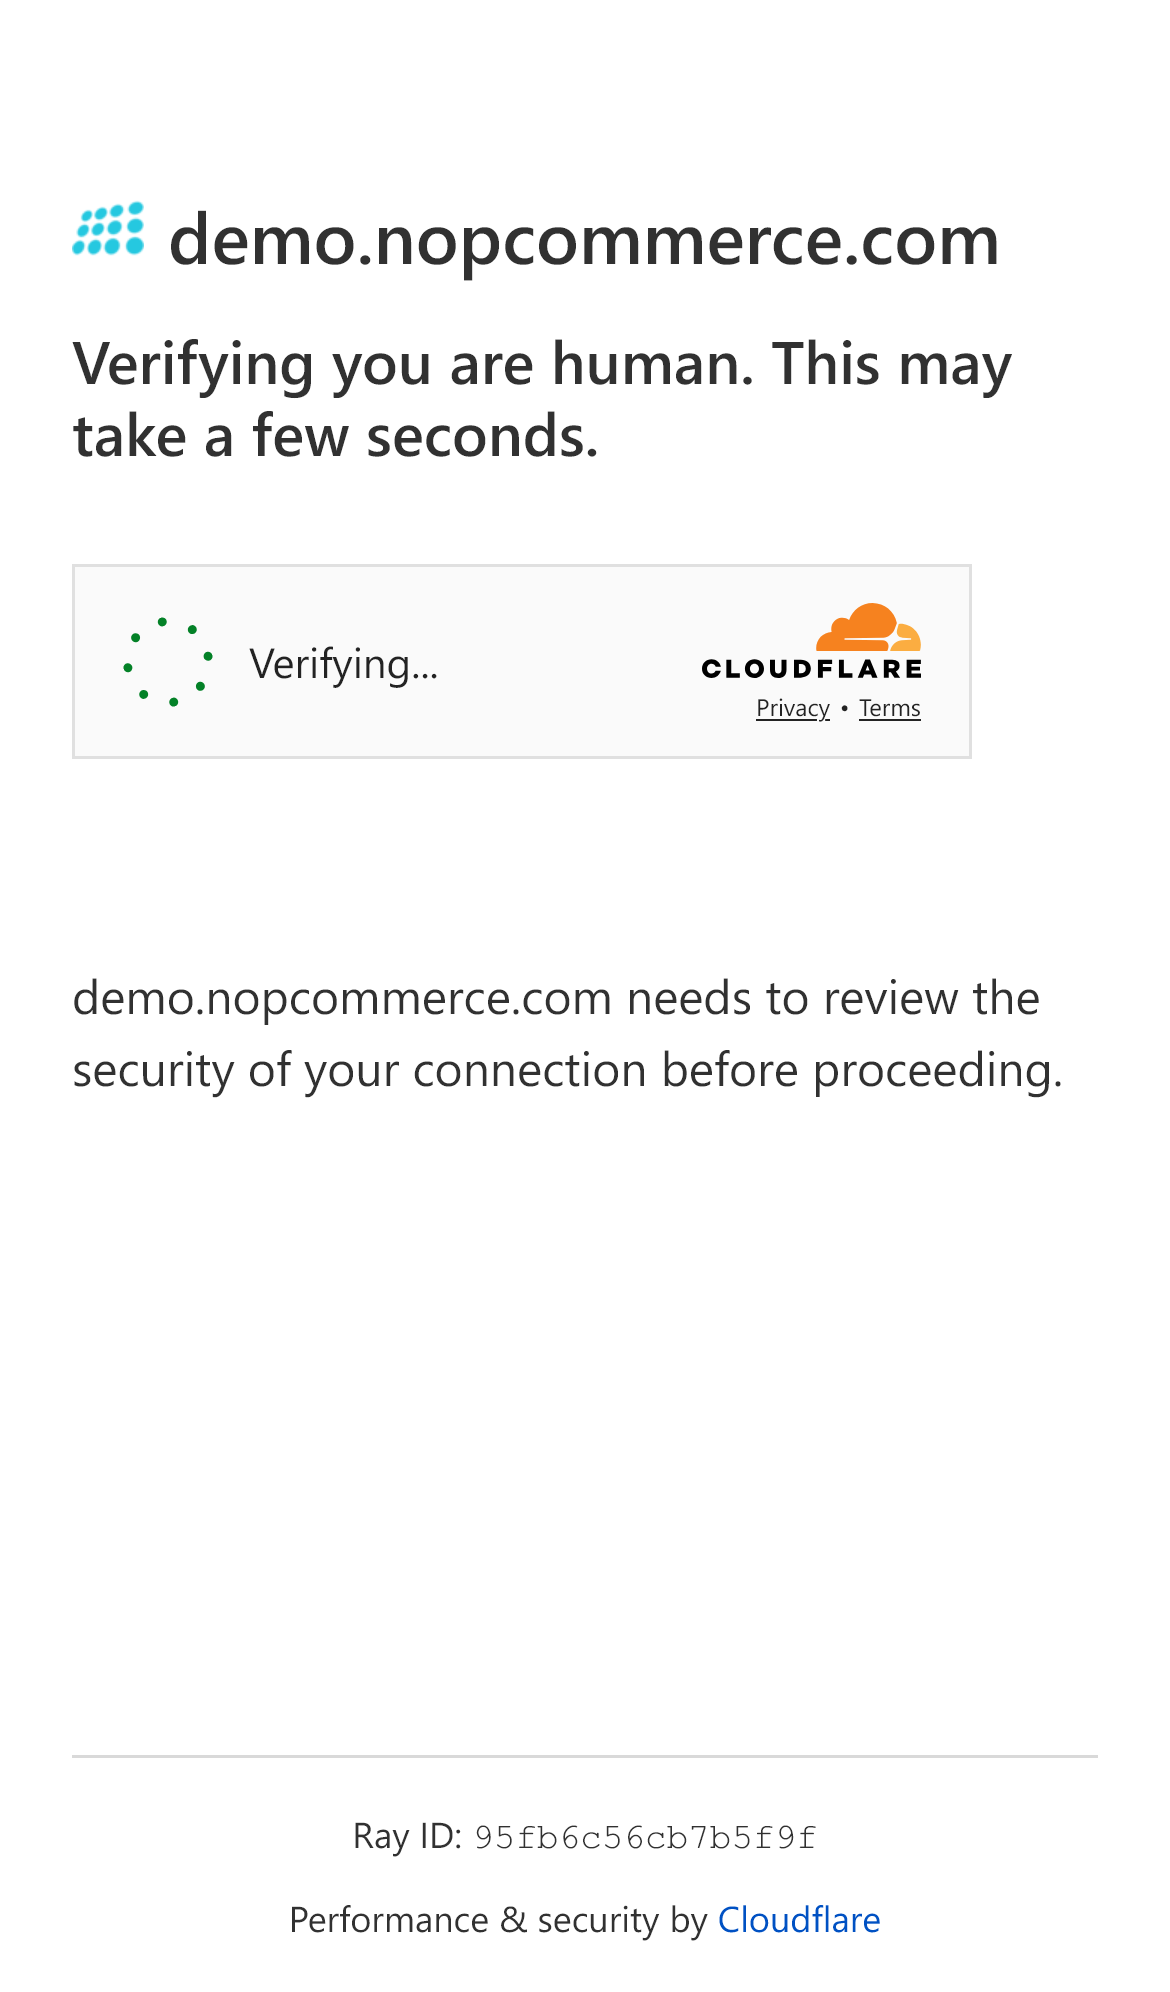 demo.nopcommerce.com
Verifying you are human. This may
take a few seconds.
Verifying...
CLOUDFLARE
Privacy • Terms
demo.nopcommerce.com needs to review the
security of your connection before proceeding.
Ray ID: 95fb6c56cb7b5f9f
Performance & security by Cloudflare